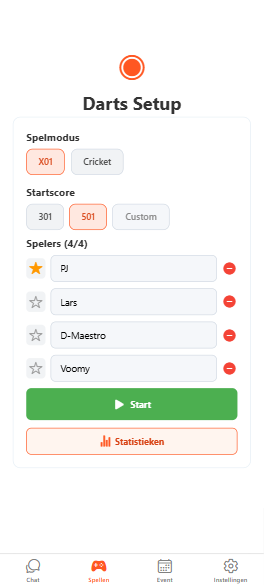 Darts Setup
Spelmodus
X01 Cricket
Startscore
301 501 Custom
Spelers (4/4)
PJ
Lars
D-Maestro
Voomy
Start
Statistieken
Chat Spellen Event Instellingen